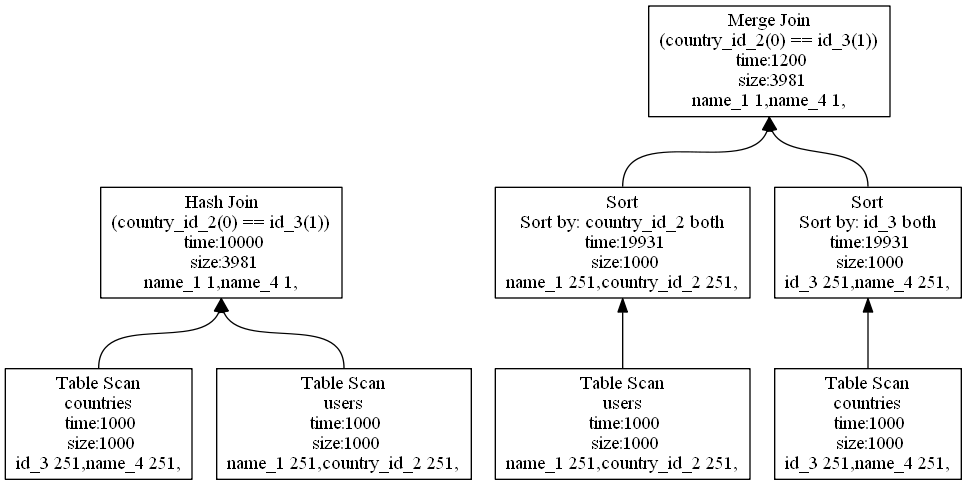 Merge Join
(country_id_2(0) == id_3(1))
time:1200
size:3981
name_1 1,name_4 1,
Hash Join
(country_id_2(0) == id_3(1))
time:10000
size:3981
name_1 1,name_4 1,
Sort
Sort by: country_id_2 both
time:19931
size:1000
name_1 251,country_id_2 251,
Sort
Sort by: id_3 both
time:19931
size:1000
id_3 251,name_4 251,
Table Scan
countries
time:1000
size:1000
id_3 251,name_4 251,
Table Scan
users
time:1000
size:1000
name_1 251,country_id_2 251,
Table Scan
users
time:1000
size:1000
name_1 251,country_id_2 251,
Table Scan
countries
time:1000
size:1000
id_3 251,name_4 251,